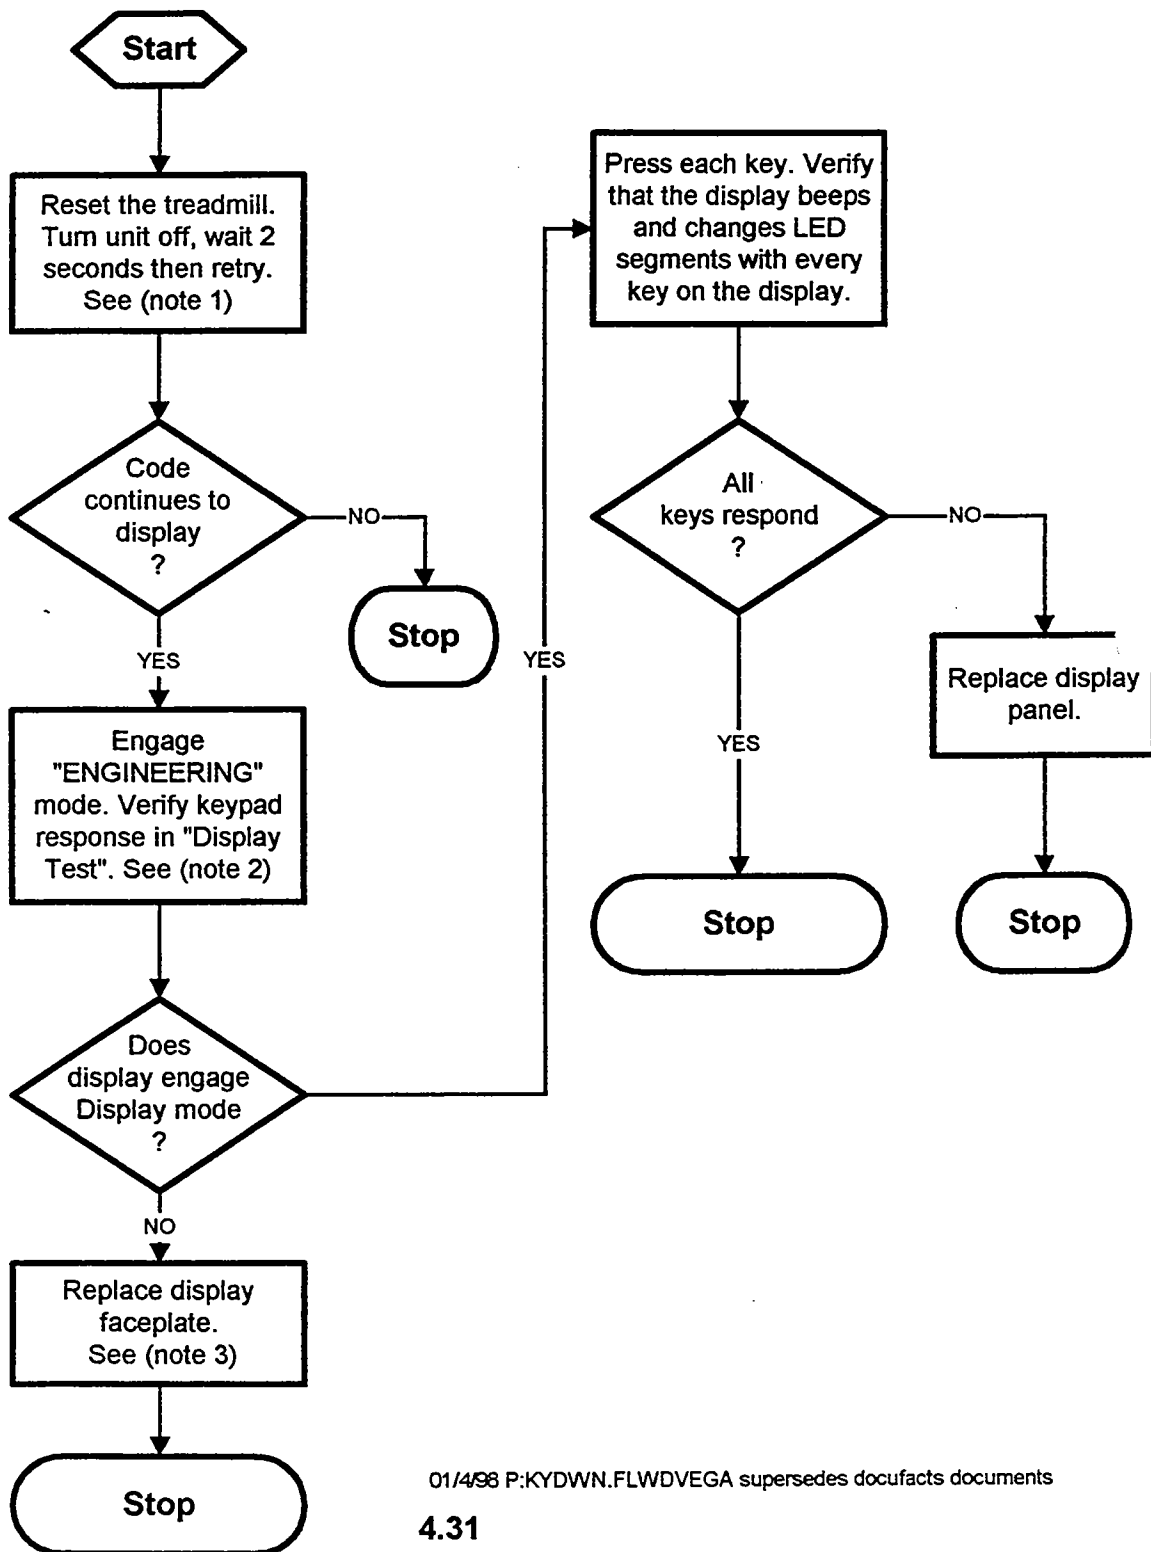 Start
Reset the treadmill.
Turn unit off, wait 2
seconds then retry.
See (note 1)
Code
continues to
display
?
NO
Stop
YES
Engage
"ENGINEERING"
mode. Verify keypad
response in "Display
Test". See (note 2)
Does
display engage
Display mode
?
NO
Replace display
faceplate.
See (note 3)
Stop
YES
Press each key. Verify
that the display beeps
and changes LED
segments with every
key on the display.
All
keys respond
?
NO
Replace display
panel.
Stop
YES
Stop
01/4/98 P:KYDWN.FLWDVEGA supersedes docufacts documents
4.31